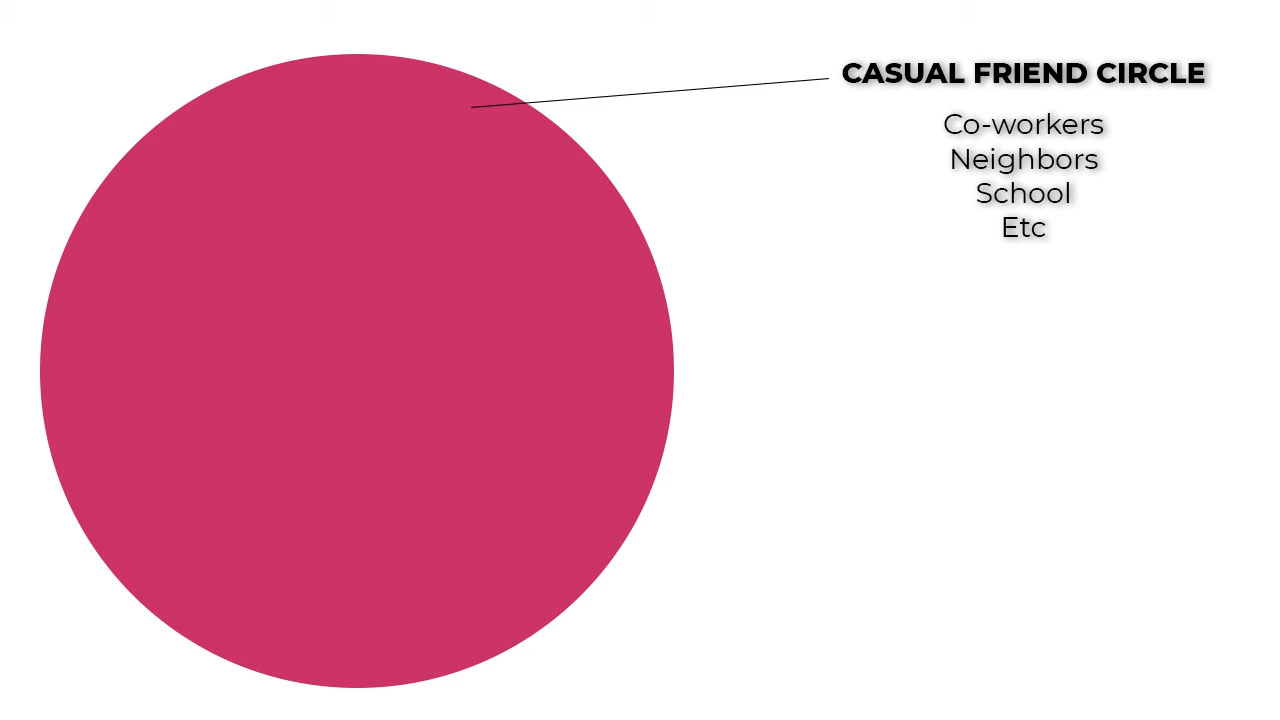 CASUAL FRIEND CIRCLE
Co-workers
Neighbors
School
Etc